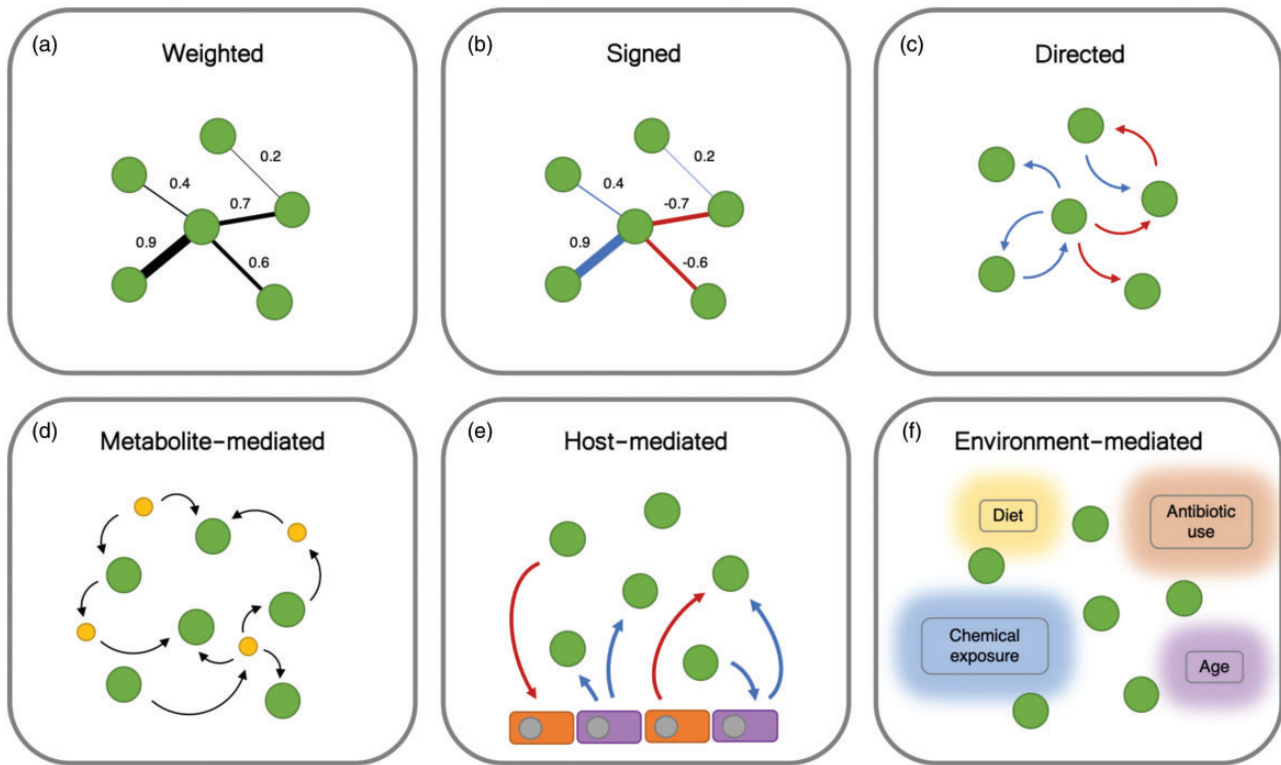 (a)
Weighted
0.2
0.4
0.7
0.9
0.6
(b)
Signed
0.2
0.4
-0.7
0.9
-0.6
(c)
Directed
(d)
Metabolite-mediated
(e)
Host-mediated
(f)
Environment-mediated
Diet
Antibiotic
use
Chemical
exposure
Age